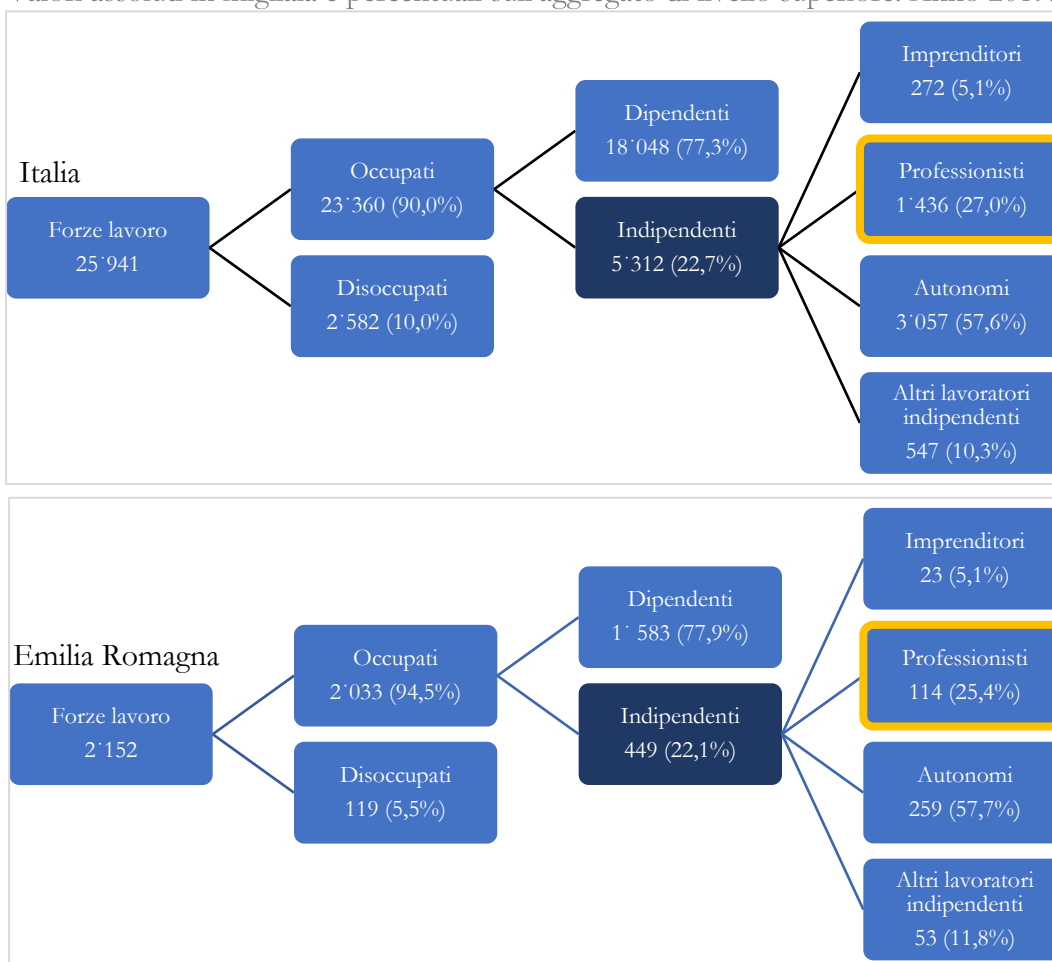 Italia
Forze lavoro
25˙941
Occupati
23˙360 (90,0%)
Disoccupati
2˙582 (10,0%)
Dipendenti
18˙048 (77,3%)
Indipendenti
5˙312 (22,7%)
Imprenditori
272 (5,1%)
Professionisti
1˙436 (27,0%)
Autonomi
3˙057 (57,6%)
Altri lavoratori
indipendenti
547 (10,3%)
Emilia Romagna
Forze lavoro
2˙152
Occupati
2˙033 (94,5%)
Disoccupati
119 (5,5%)
Dipendenti
1˙ 583 (77,9%)
Indipendenti
449 (22,1%)
Imprenditori
23 (5,1%)
Professionisti
114 (25,4%)
Autonomi
259 (57,7%)
Altri lavoratori
indipendenti
53 (11,8%)